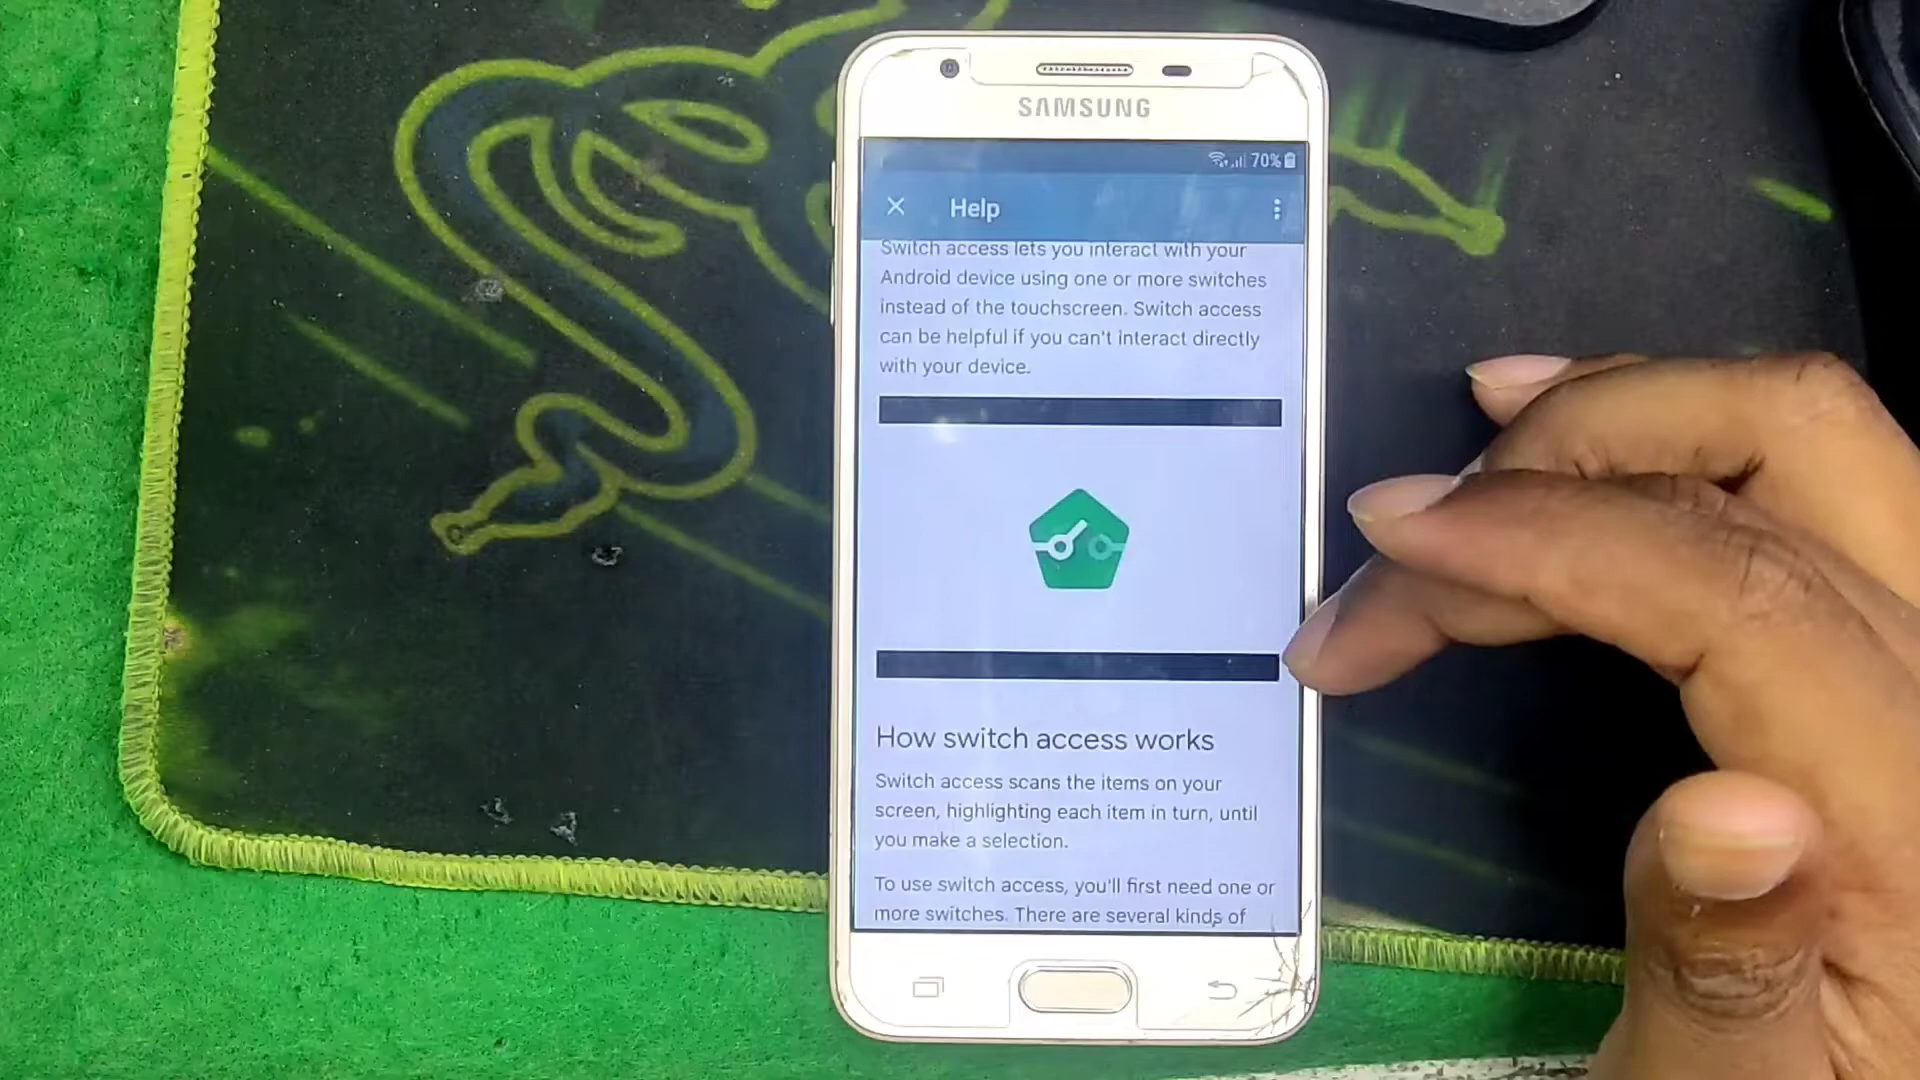 SAMSUNG
70%
Help
Switch access lets you interact with your
Android device using one or more switches
instead of the touchscreen. Switch access
can be helpful if you can't interact directly
with your device.
How switch access works
Switch access scans the items on your
screen, highlighting each item in turn, until
you make a selection.
To use switch access, you'll first need one or
more switches. There are several kinds of